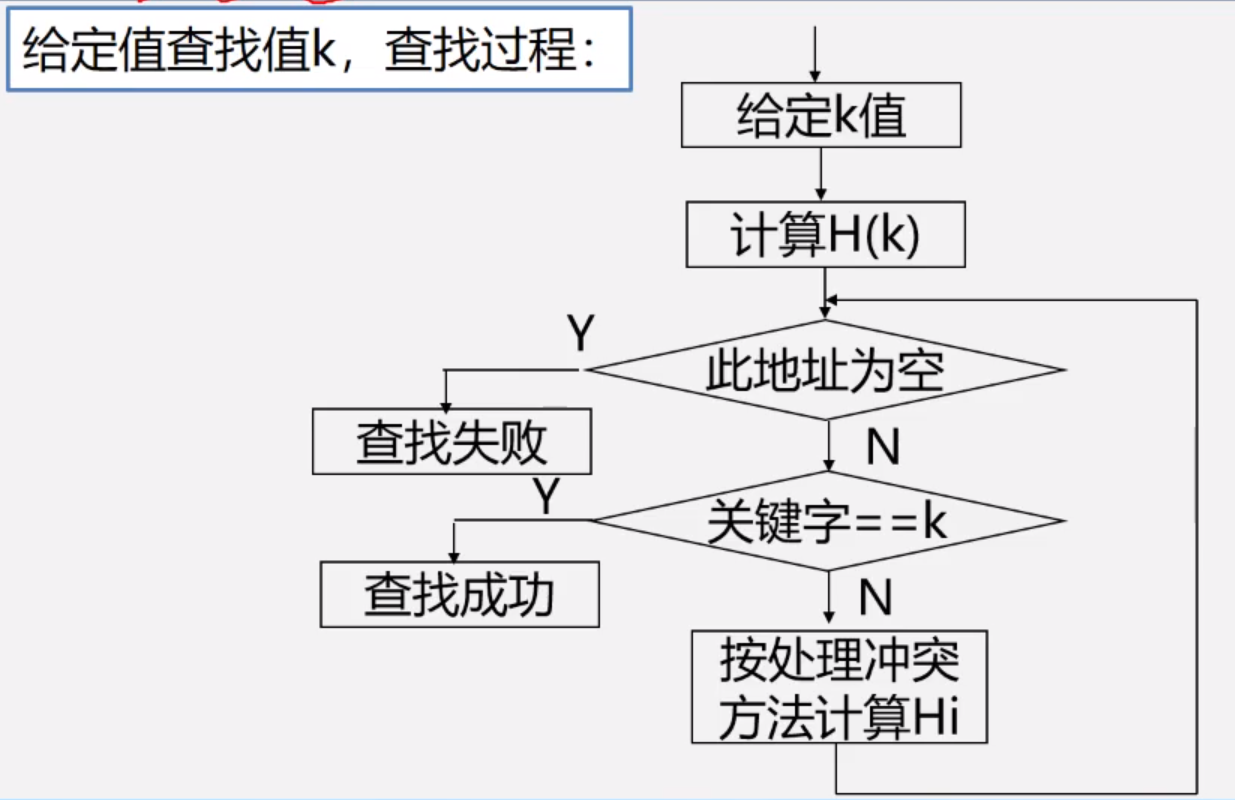 给定值查找值k，查找过程：
给定k值
计算H(k)
Y
此地址为空
查找失败
N
Y
关键字==k
查找成功
N
按处理冲突
方法计算Hi